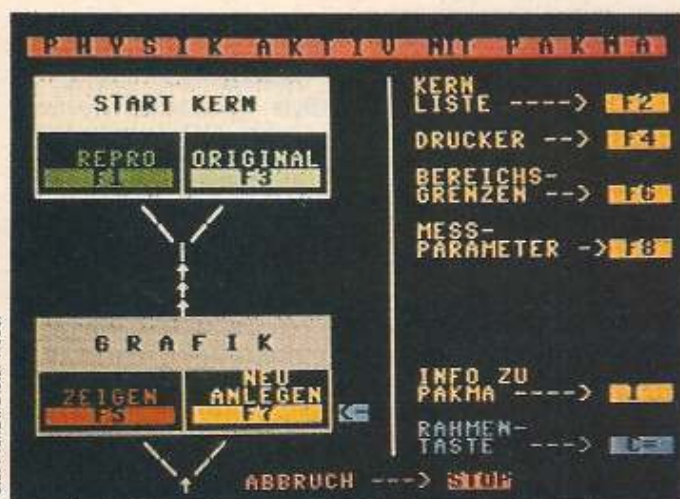 PHYSIK AKTIV MIT PAKMA
START KERN
REPRO
F1
ORIGINAL
F3
GRAFIK
ZEIGEN
F5
NEU
ANLEGEN
F7
ABBRUCH ---> STOP
KERN
LISTE ----> F2
DRUCKER --> F4
BEREICHS-
GRENZEN --> F6
MESS-
PARAMETER -> F8
INFO ZU
PAKMA ----> I
RAHMEN-
TASTE ---> C=